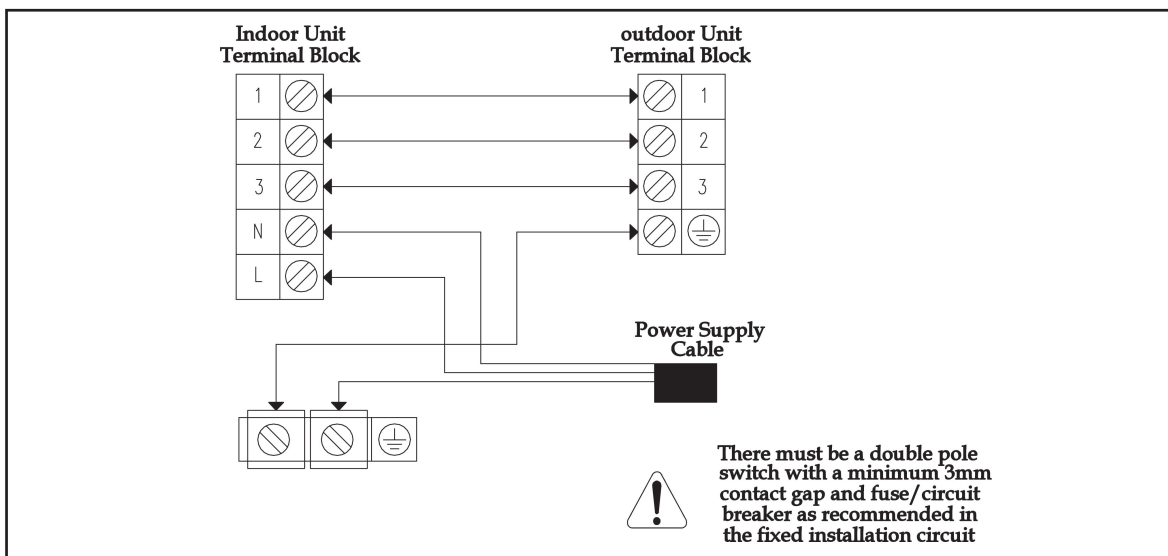 Indoor Unit
Terminal Block
outdoor Unit
Terminal Block
1
2
3
N
L
1
2
3
Power Supply
Cable
There must be a double pole
switch with a minimum 3mm
contact gap and fuse/circuit
breaker as recommended in
the fixed installation circuit